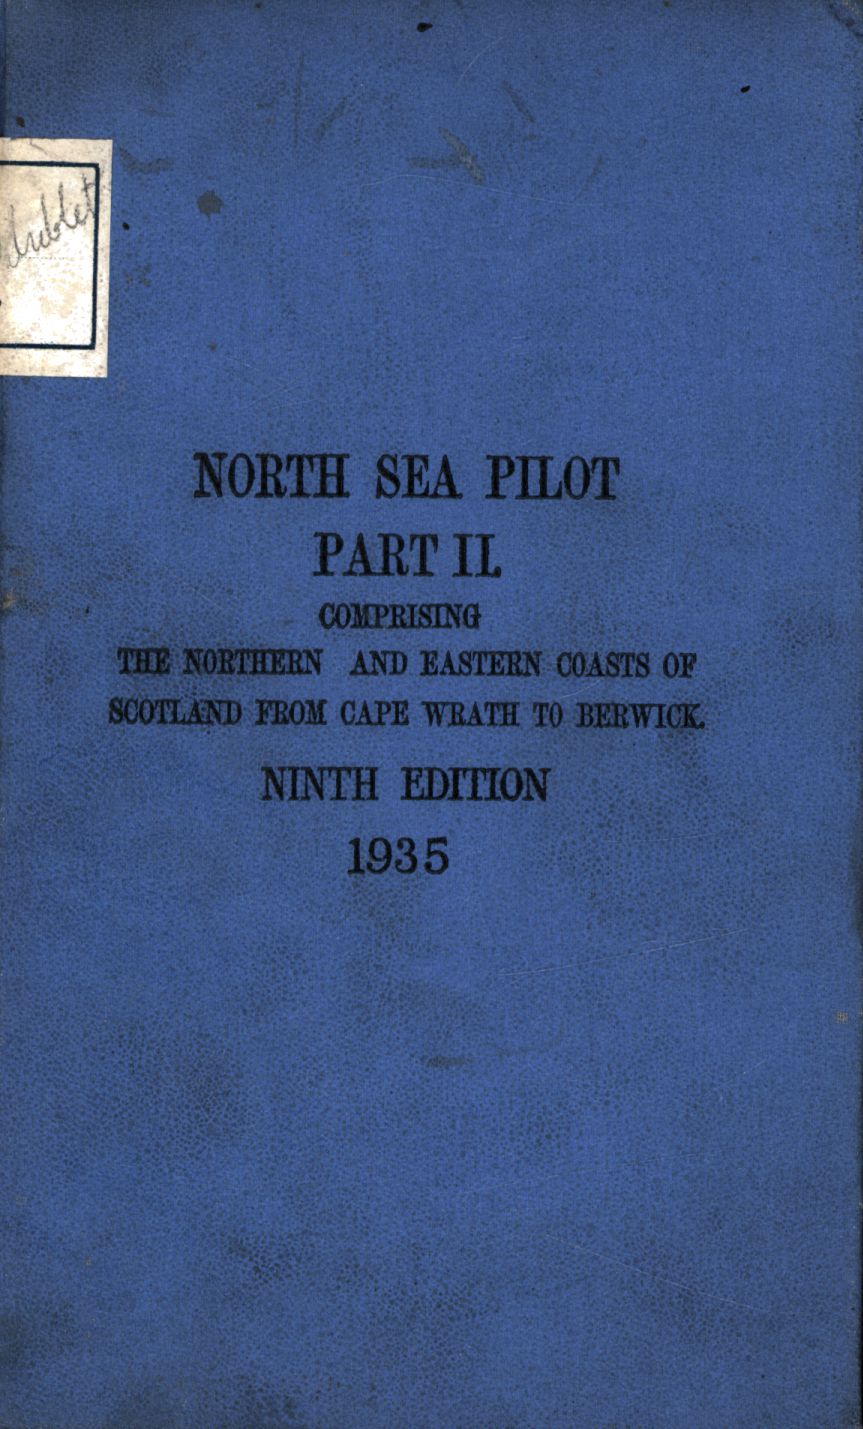 NORTH SEA PILOT
PART II.
COMPRISING
THE NORTHERN AND EASTERN COASTS OF
SCOTLAND FROM CAPE WRATH TO BERWICK.
NINTH EDITION
1935